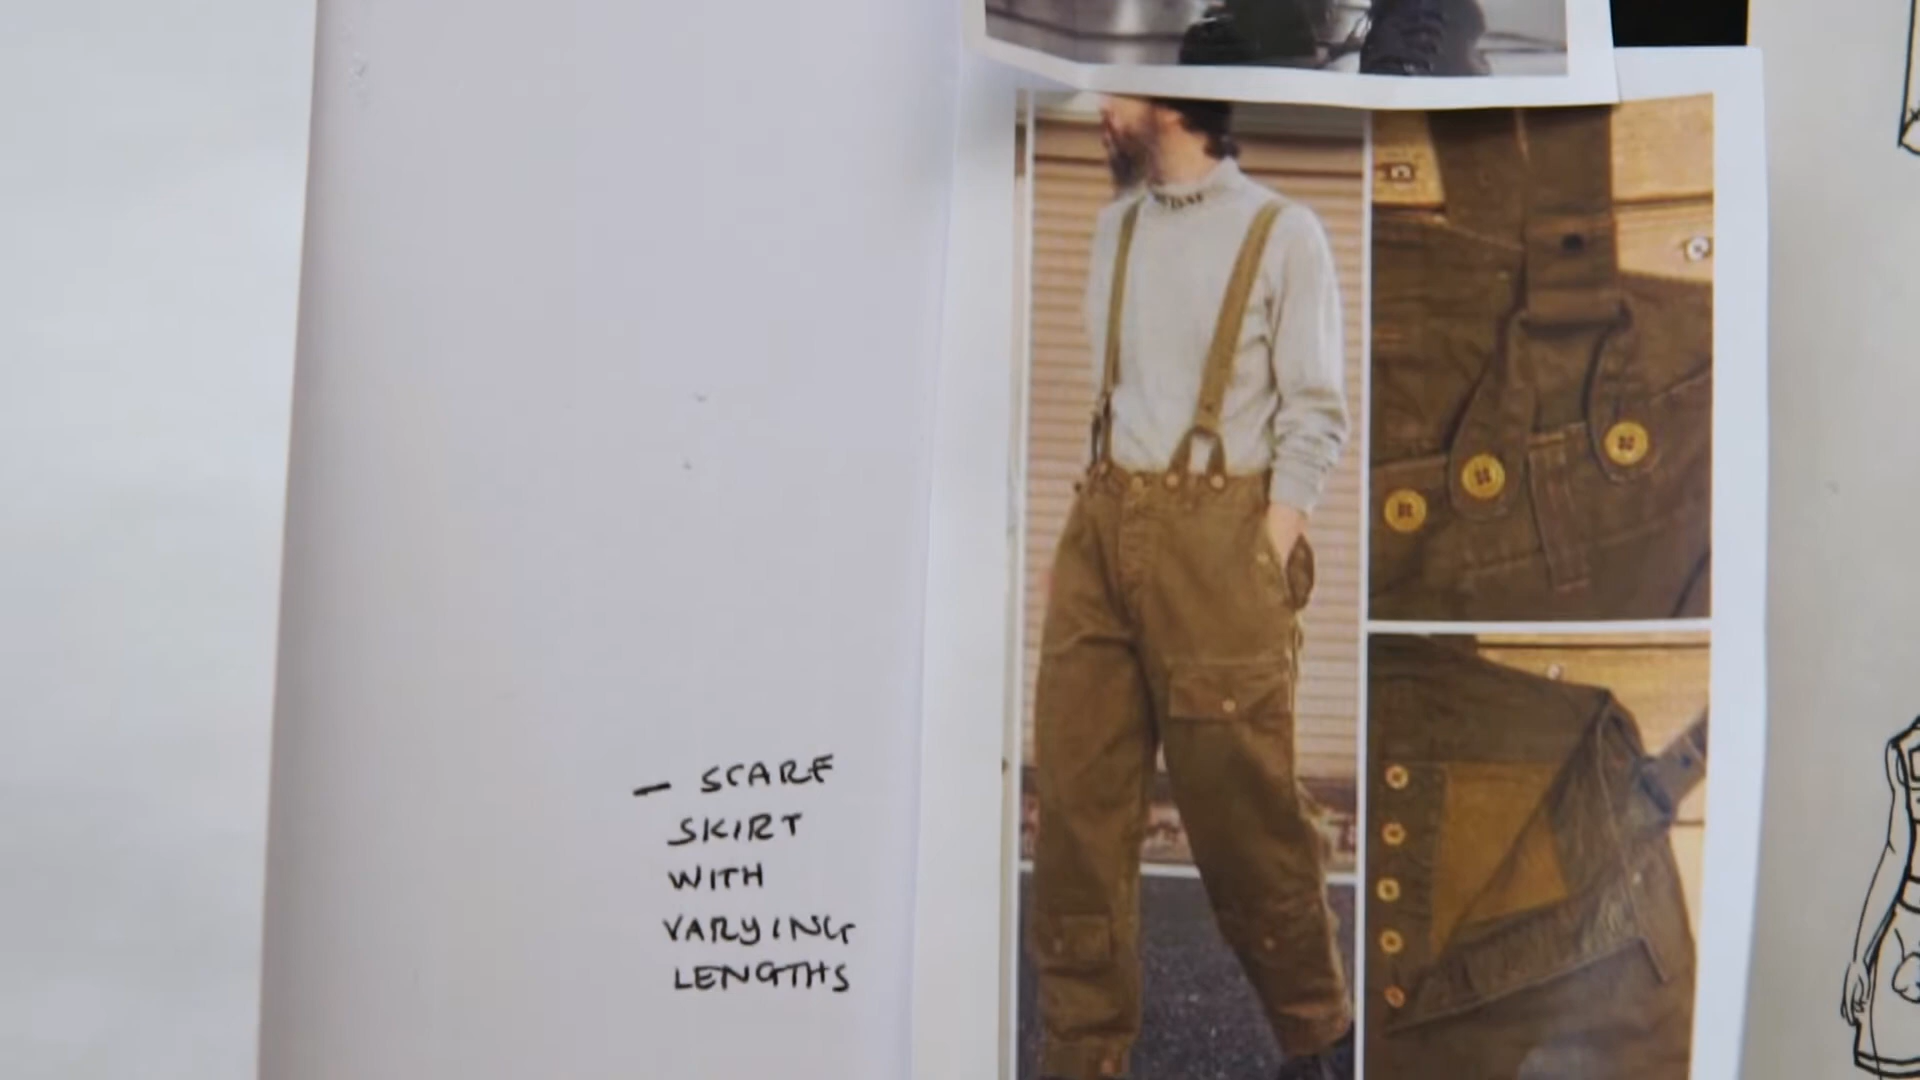 — SCARF
SKIRT
WITH
VARYING
LENGTHS